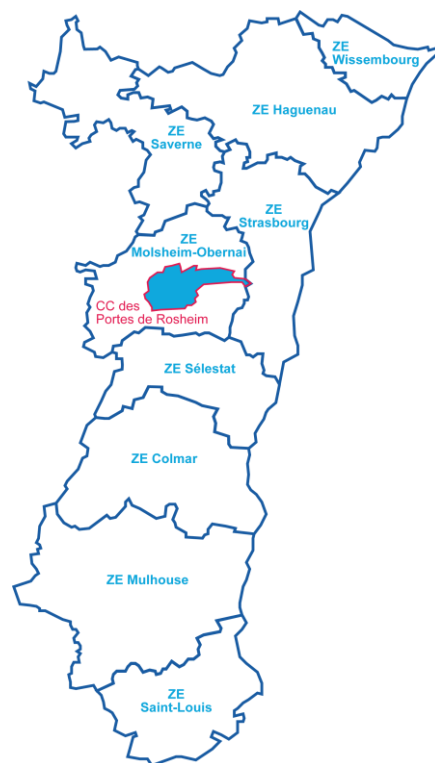 ZE
Wissembourg
ZE Haguenau
ZE
Saverne
ZE
Strasbourg
ZE
Molsheim-Obernai
CC des
Portes de Rosheim
ZE Sélestat
ZE Colmar
ZE Mulhouse
ZE
Saint-Louis